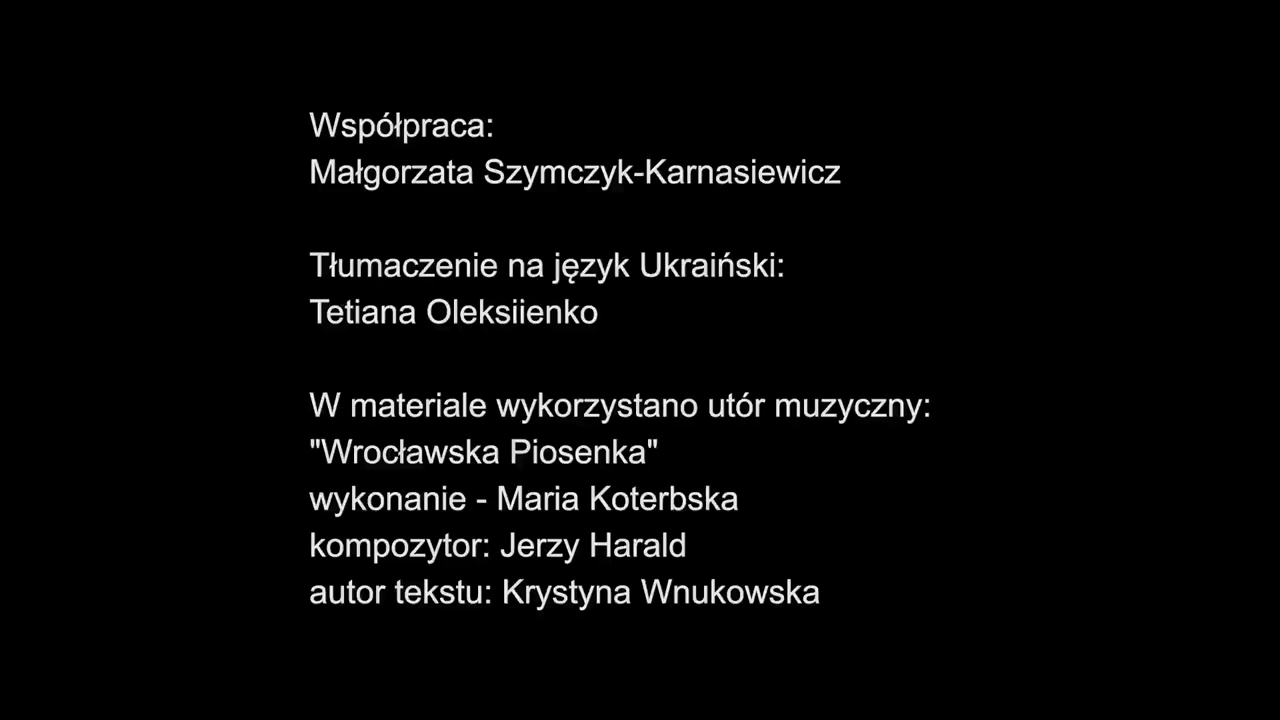 Współpraca:
Małgorzata Szymczyk-Karnasiewicz
Tłumaczenie na język Ukraiński:
Tetiana Oleksiienko
W materiale wykorzystano utór muzyczny:
"Wrocławska Piosenka"
wykonanie - Maria Koterbska
kompozytor: Jerzy Harald
autor tekstu: Krystyna Wnukowska